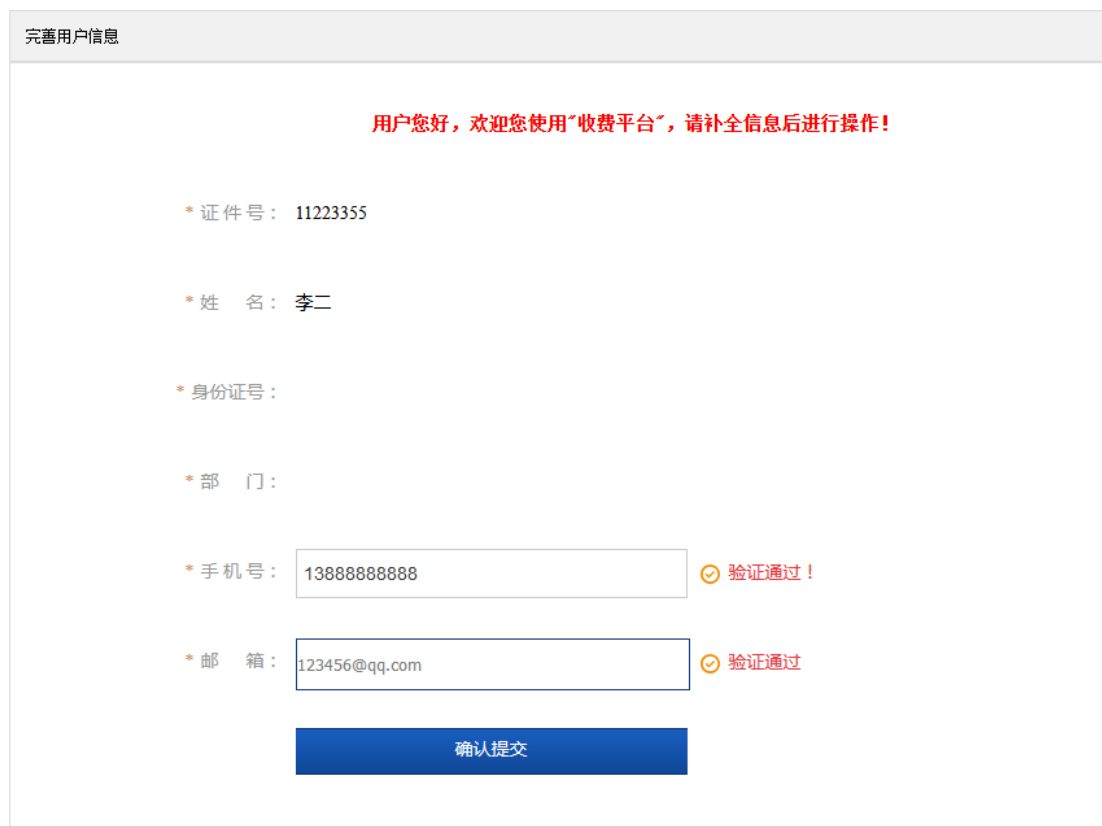 完善用户信息
用户您好，欢迎您使用"收费平台"，请补全信息后进行操作！
* 证件号： 11223355
* 姓 名： 李二
* 身份证号：
* 部 门：
* 手机号： 13888888888 验证通过！
* 邮 箱： 123456@qq.com 验证通过
确认提交